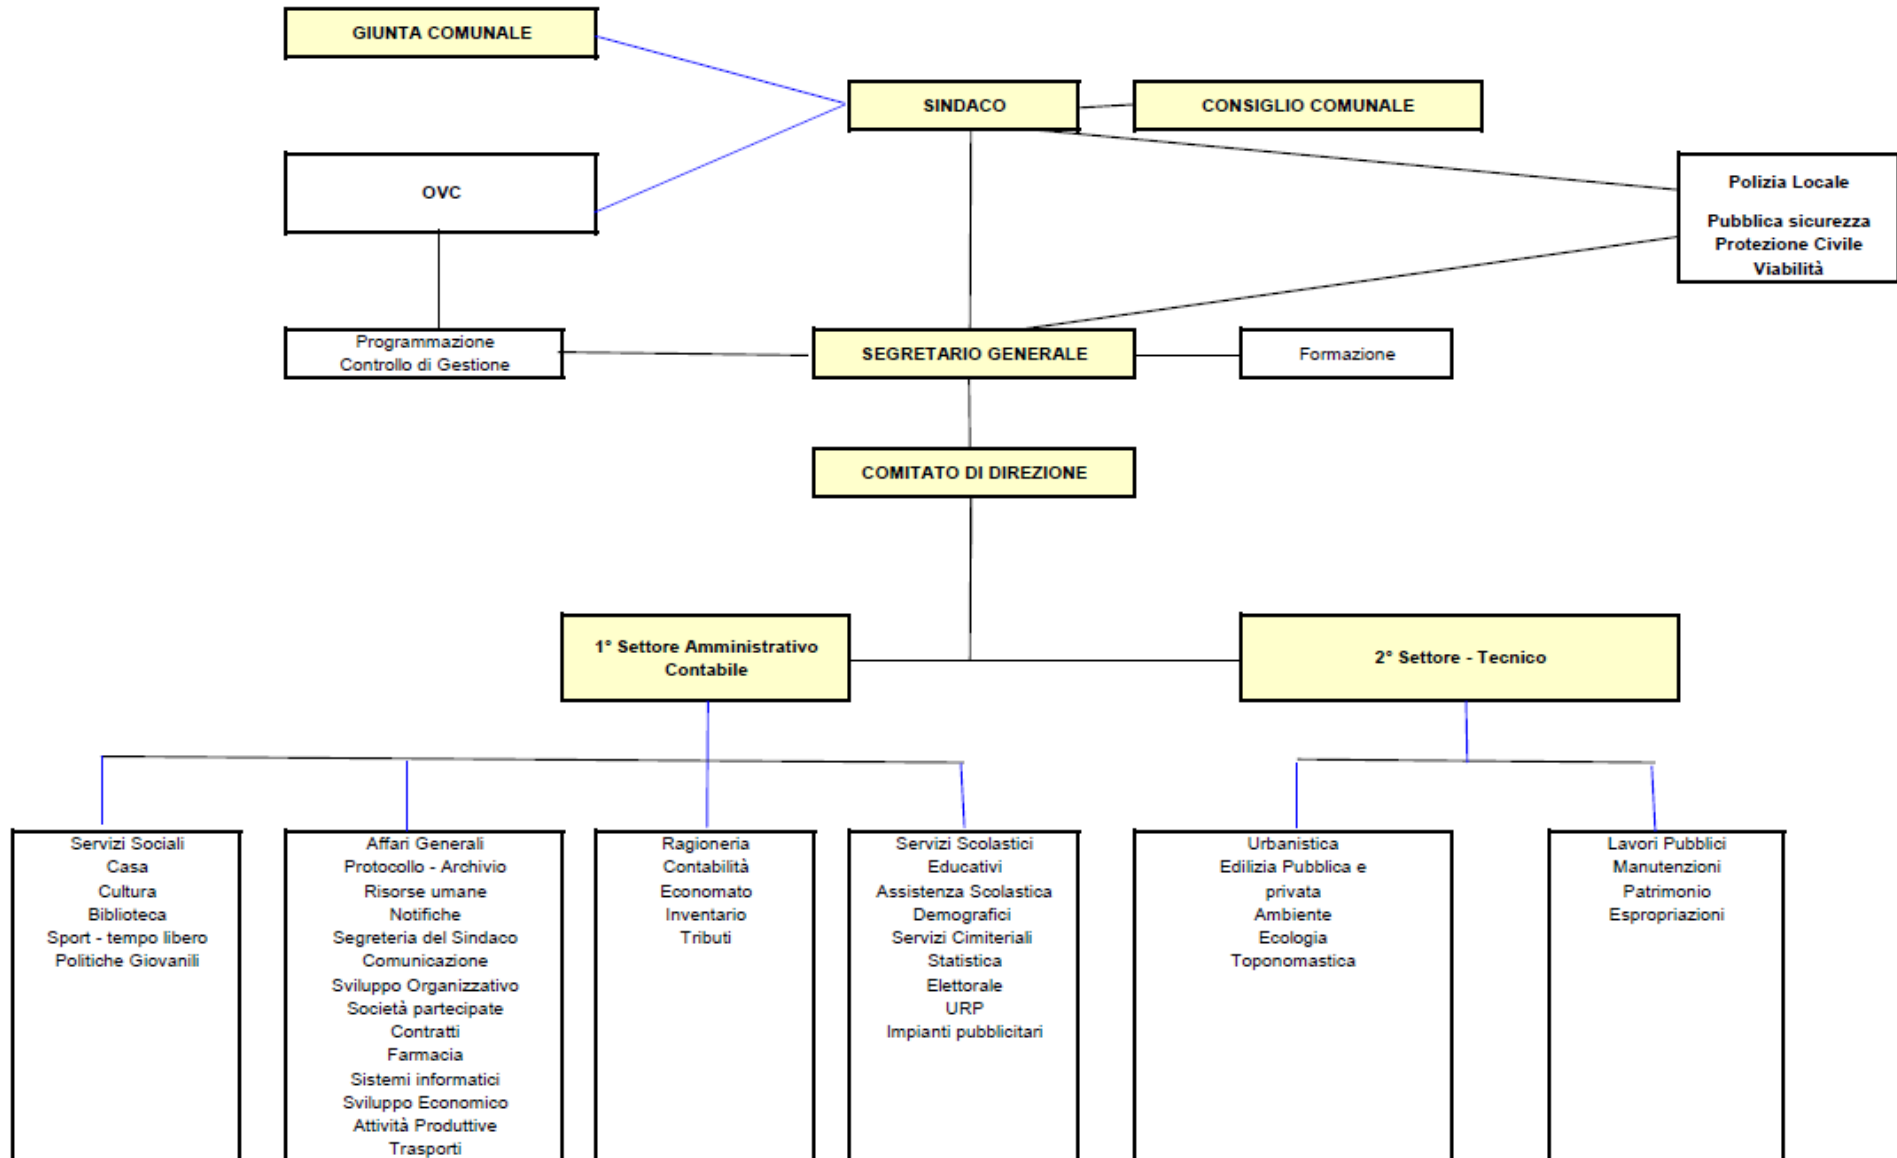 GIUNTA COMUNALE
SINDACO
CONSIGLIO COMUNALE
OVC
Polizia Locale
Pubblica sicurezza
Protezione Civile
Viabilità
Programmazione
Controllo di Gestione
SEGRETARIO GENERALE
Formazione
COMITATO DI DIREZIONE
1° Settore Amministrativo
Contabile
2° Settore - Tecnico
Servizi Sociali
Casa
Cultura
Biblioteca
Sport - tempo libero
Politiche Giovanili
Affari Generali
Protocollo - Archivio
Risorse umane
Notifiche
Segreteria del Sindaco
Comunicazione
Sviluppo Organizzativo
Società partecipate
Contratti
Farmacia
Sistemi informatici
Sviluppo Economico
Attività Produttive
Trasporti
Ragioneria
Contabilità
Economato
Inventario
Tributi
Servizi Scolastici
Educativi
Assistenza Scolastica
Demografici
Servizi Cimiteriali
Statistica
Elettorale
URP
Impianti pubblicitari
Urbanistica
Edilizia Pubblica e
privata
Ambiente
Ecologia
Toponomastica
Lavori Pubblici
Manutenzioni
Patrimonio
Espropriazioni